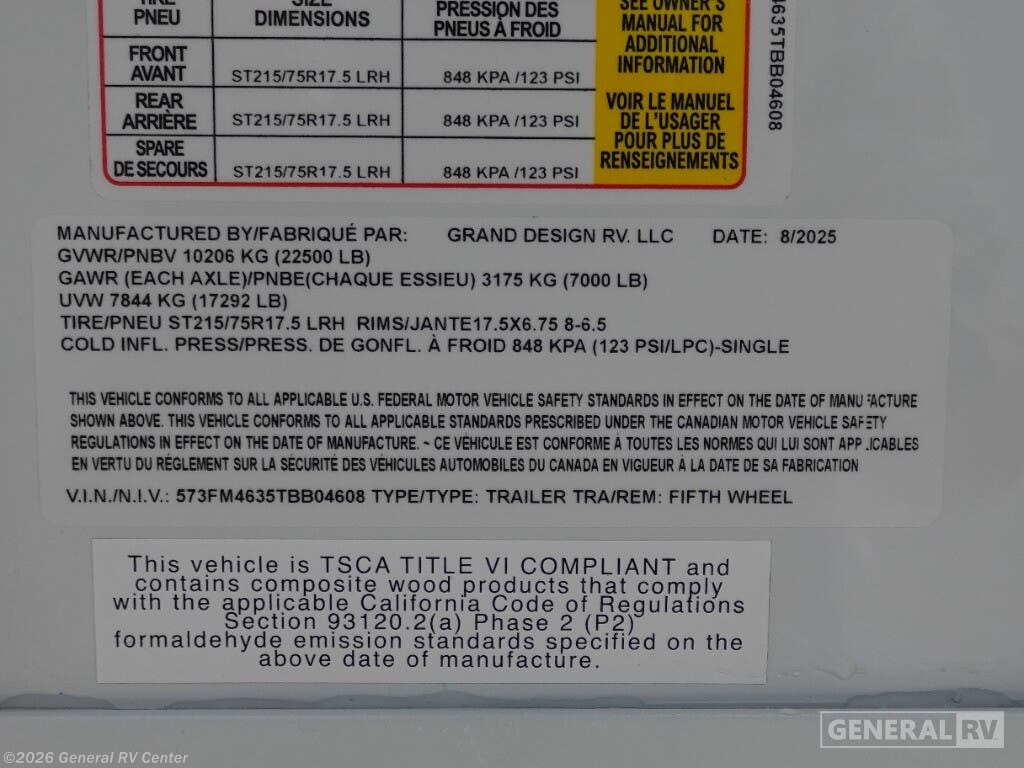 TIRE
PNEU
SIZE
DIMENSIONS
PRESSION DES
PNEUS À FROID
SEE OWNER'S
MANUAL FOR
ADDITIONAL
INFORMATION
FRONT
AVANT
ST215/75R17.5 LRH
848 KPA /123 PSI
REAR
ARRIÈRE
ST215/75R17.5 LRH
848 KPA /123 PSI
SPARE
DE SECOURS
ST215/75R17.5 LRH
848 KPA /123 PSI
VOIR LE MANUEL
DE L'USAGER
POUR PLUS DE
RENSEIGNEMENTS
4635TBB04608
MANUFACTURED BY/FABRIQUÉ PAR: GRAND DESIGN RV. LLC DATE: 8/2025
GVWR/PNBV 10206 KG (22500 LB)
GAWR (EACH AXLE)/PNBE(CHAQUE ESSIEU) 3175 KG (7000 LB)
UVW 7844 KG (17292 LB)
TIRE/PNEU ST215/75R17.5 LRH RIMS/JANTE17.5X6.75 8-6.5
COLD INFL. PRESS/PRESS. DE GONFL. À FROID 848 KPA (123 PSI/LPC)-SINGLE
THIS VEHICLE CONFORMS TO ALL APPLICABLE U.S. FEDERAL MOTOR VEHICLE SAFETY STANDARDS IN EFFECT ON THE DATE OF MANUFACTURE
SHOWN ABOVE. THIS VEHICLE CONFORMS TO ALL APPLICABLE STANDARDS PRESCRIBED UNDER THE CANADIAN MOTOR VEHICLE SAFETY
REGULATIONS IN EFFECT ON THE DATE OF MANUFACTURE. ~ CE VÉHICULE EST CONFORME À TOUTES LES NORMES QUI LUI SONT APPLICABLES
EN VERTU DU RÉGLEMENT SUR LA SÉCURITÉ DES VÉHICULES AUTOMOBILES DU CANADA EN VIGUEUR À LA DATE DE SA FABRICATION
V.I.N./N.I.V.: 573FM4635TBB04608 TYPE/TYPE: TRAILER TRA/REM: FIFTH WHEEL
This vehicle is TSCA TITLE VI COMPLIANT and
contains composite wood products that comply
with the applicable California Code of Regulations
Section 93120.2(a) Phase 2 (P2)
formaldehyde emission standards specified on the
above date of manufacture.
GENERAL RV
©2026 General RV Center